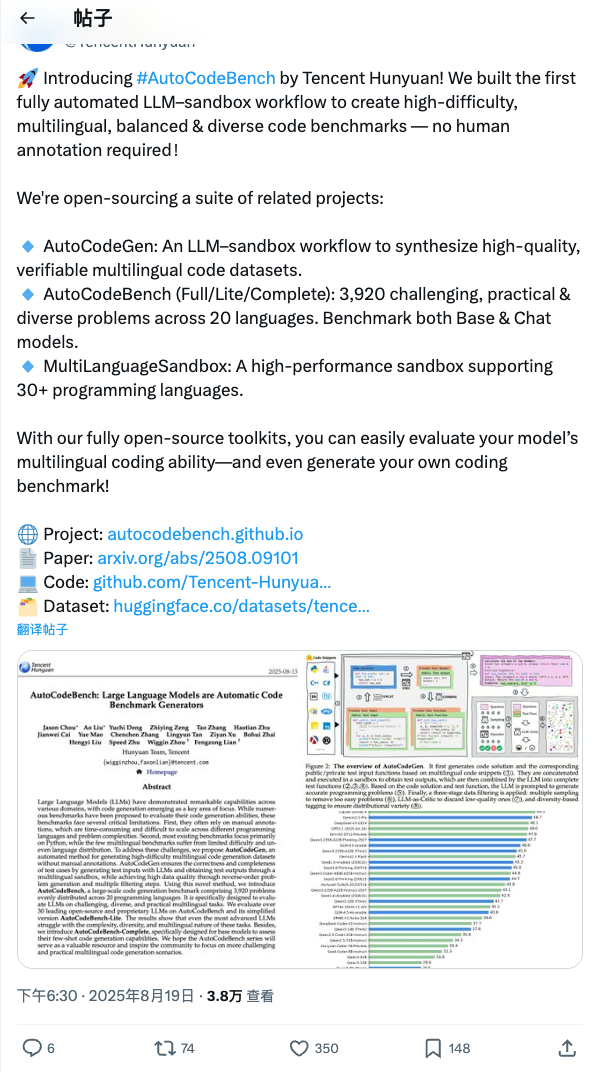 帖子
@TencentHunyuan
🚀 Introducing #AutoCodeBench by Tencent Hunyuan! We built the first
fully automated LLM–sandbox workflow to create high-difficulty,
multilingual, balanced & diverse code benchmarks — no human
annotation required!
We're open-sourcing a suite of related projects:
🔹 AutoCodeGen: An LLM–sandbox workflow to synthesize high-quality,
verifiable multilingual code datasets.
🔹 AutoCodeBench (Full/Lite/Complete): 3,920 challenging, practical &
diverse problems across 20 languages. Benchmark both Base & Chat
models.
🔹 MultiLanguageSandbox: A high-performance sandbox supporting
30+ programming languages.
With our fully open-source toolkits, you can easily evaluate your model’s
multilingual coding ability—and even generate your own coding
benchmark!
🌐 Project: autocodebench.github.io
📄 Paper: arxiv.org/abs/2508.09101
💻 Code: github.com/Tencent-Hunyua...
🗂️ Dataset: huggingface.co/datasets/tence...
翻译帖子
Tencent
Hunyuan
2025-08-13
AutoCodeBench: Large Language Models are Automatic Code
Benchmark Generators
Jason Chou* Ao Liu* Yuchi Deng Zhiying Zeng Tao Zhang Haotian Zhu
Jianwei Cai Yue Mao Chenchen Zhang Lingyun Tan Ziyan Xu Bohui Zhai
Hengyi Liu Speed Zhu Wiggin Zhou† Fengzong Lian†
Hunyuan Team, Tencent
{wigginzhou,faxonlian}@tencent.com
Homepage
Abstract
Large Language Models (LLMs) have demonstrated remarkable capabilities across
various domains, with code generation emerging as a key area of focus. While numer-
ous benchmarks have been proposed to evaluate their code generation abilities, these
benchmarks face several critical limitations. First, they often rely on manual annota-
tions, which are time-consuming and difficult to scale across different programming
languages and problem complexities. Second, most existing benchmarks focus primarily
on Python, while the few multilingual benchmarks suffer from limited difficulty and un-
even language distribution. To address these challenges, we propose AutoCodeGen, an
automated method for generating high-difficulty multilingual code generation datasets
without manual annotations. AutoCodeGen ensures the correctness and completeness
of test cases by generating test inputs with LLMs and obtaining test outputs through a
multilingual sandbox, while achieving high data quality through reverse-order prob-
lem generation and multiple filtering steps. Using this novel method, we introduce
AutoCodeBench, a large-scale code generation benchmark comprising 3,920 problems
evenly distributed across 20 programming languages. It is specifically designed to evalu-
ate LLMs on challenging, diverse, and practical multilingual tasks. We evaluate over
30 leading open-source and proprietary LLMs on AutoCodeBench and its simplified
version AutoCodeBench-Lite. The results show that even the most advanced LLMs
struggle with the complexity, diversity, and multilingual nature of these tasks. Besides,
we introduce AutoCodeBench-Complete, specifically designed for base models to assess
their few-shot code generation capabilities. We hope the AutoCodeBench series will
serve as a valuable resource and inspire the community to focus on more challenging
and practical multilingual code generation scenarios.
Figure 2: The overview of AutoCodeGen. It first generates code solution and the corresponding
public/private test input functions based on multilingual code snippets (①). They are concatenated
and executed in a sandbox to obtain test outputs, which are then combined by the LLM into complete
test functions (②,③,④). Based on the code solution and test function, the LLM is prompted to generate
accurate programming problems (⑤). Finally, a three-stage data filtering is applied: multiple sampling
to remove too easy problems (⑥), LLM-as-Critic to discard low-quality ones (⑦), and diversity-based
tagging to ensure distributional variety (⑧).
下午6:30 · 2025年8月19日 · 3.8万 查看
6
74
350
148